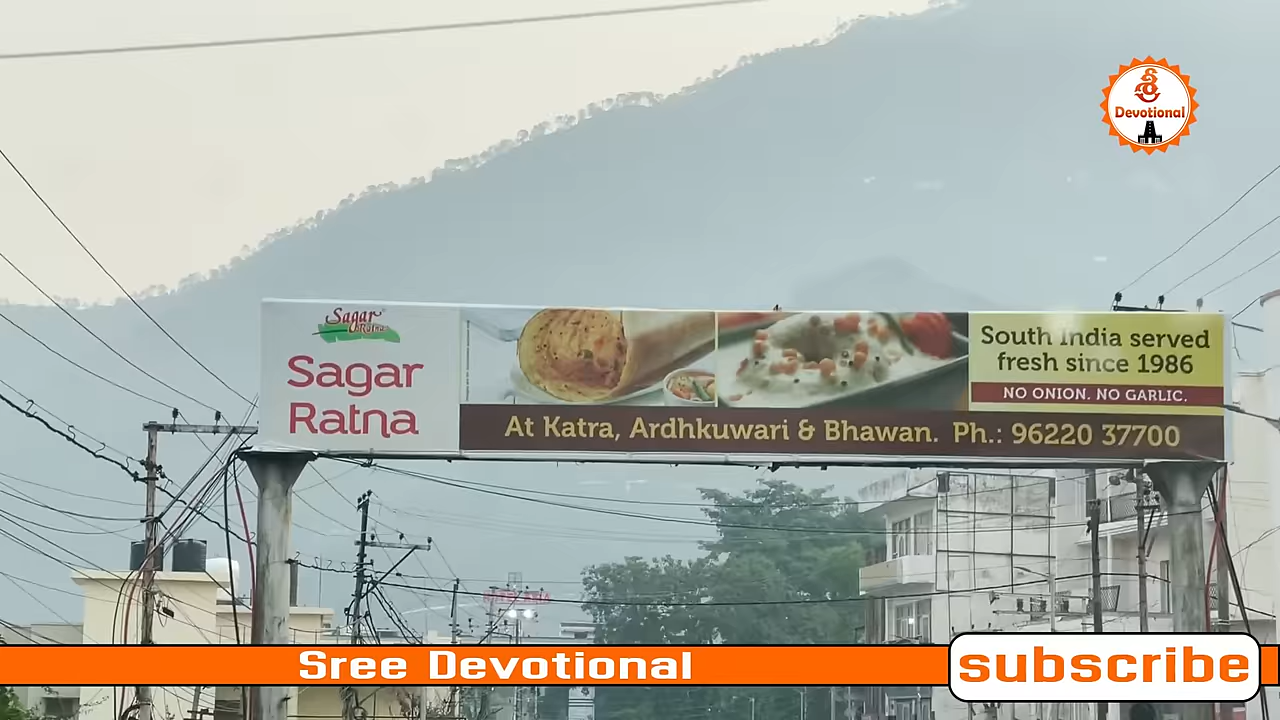 శ్రీ
Devotional
Sagar
Ratna
Sagar
Ratna
South India served
fresh since 1986
NO ONION. NO GARLIC.
At Katra, Ardhkuwari & Bhawan. Ph.: 96220 37700
Sree Devotional
subscribe